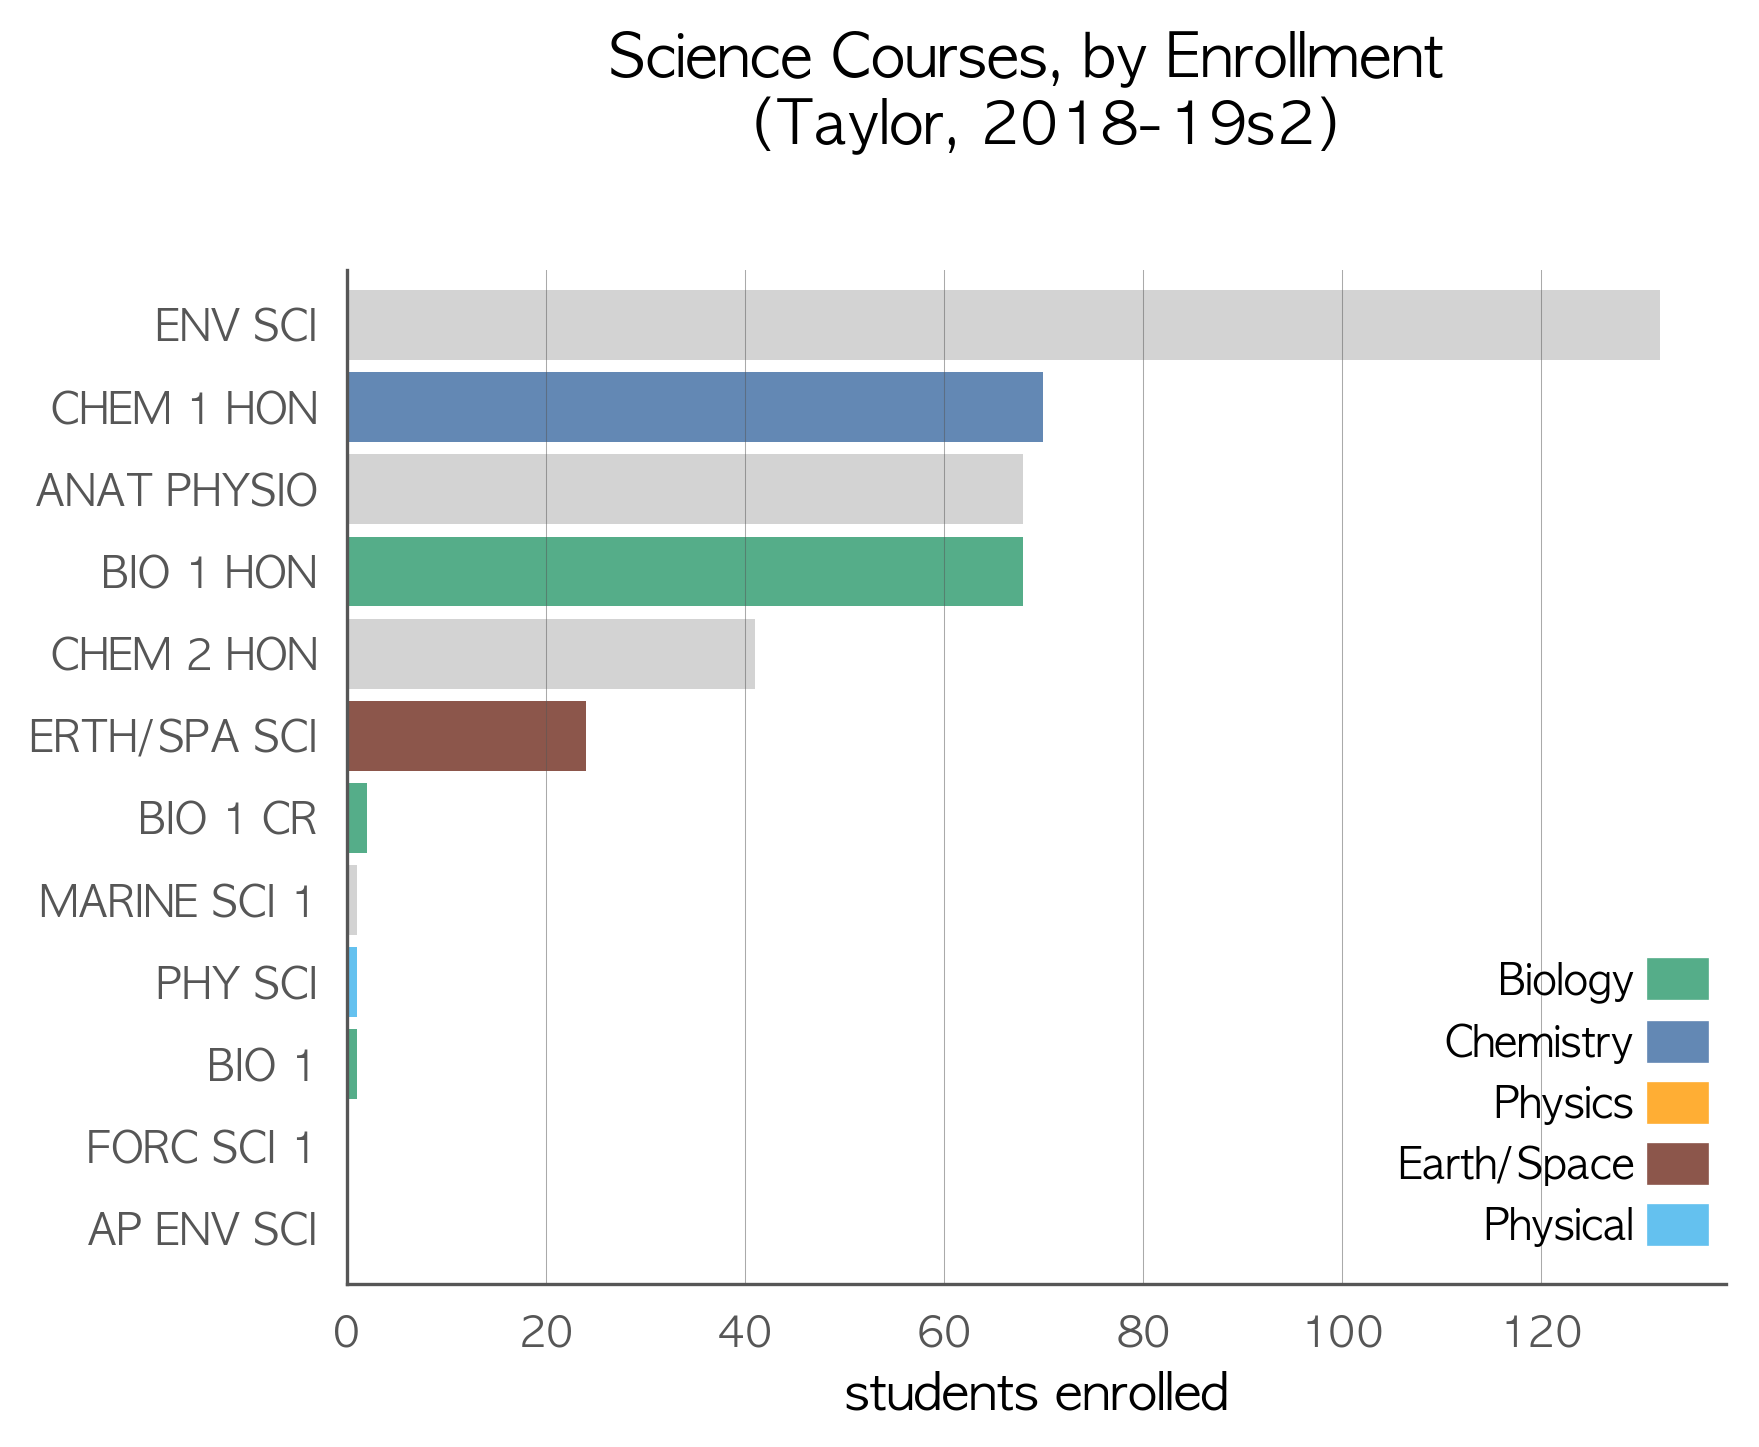 Science Courses, by Enrollment
(Taylor, 2018-19s2)
ENV SCI
CHEM 1 HON
ANAT PHYSIO
BIO 1 HON
CHEM 2 HON
ERTH/SPA SCI
BIO 1 CR
MARINE SCI 1
PHY SCI
BIO 1
FORC SCI 1
AP ENV SCI
Biology
Chemistry
Physics
Earth/Space
Physical
0 20 40 60 80 100 120
students enrolled